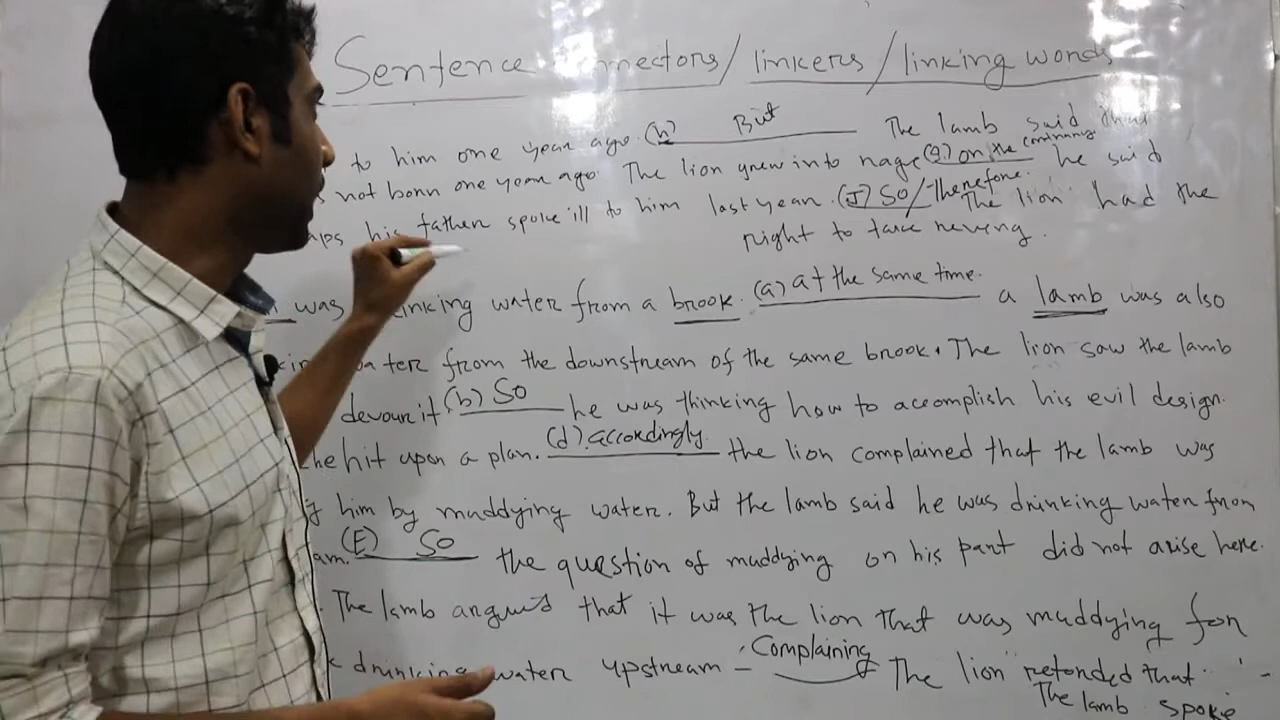 Sentence nnectors/ linkers / linking words
to him one year ago. (h) But The lamb said that
not born one year ago. The lion grew into rage (g) on the contrary he said
aps his father spoke ill to him last year. (J) So/Therefore. The lion had the
right to take reveng.
was inking water from a brook. (a) at the same time. a lamb was also
ater from the downstream of the same brook. The lion saw the lamb
devour it (b) So he was thinking how to accomplish his evil design.
he hit upon a plan. (d) accordingly. the lion complained that the lamb was
g him by muddying water. But the lamb said he was drinking water from
am. (E) So the question of muddying on his part did not arise here.
The lamb argued that it was the lion that was muddying for
drinking water upstream Complaining The lion retorded that
The lamb spoke